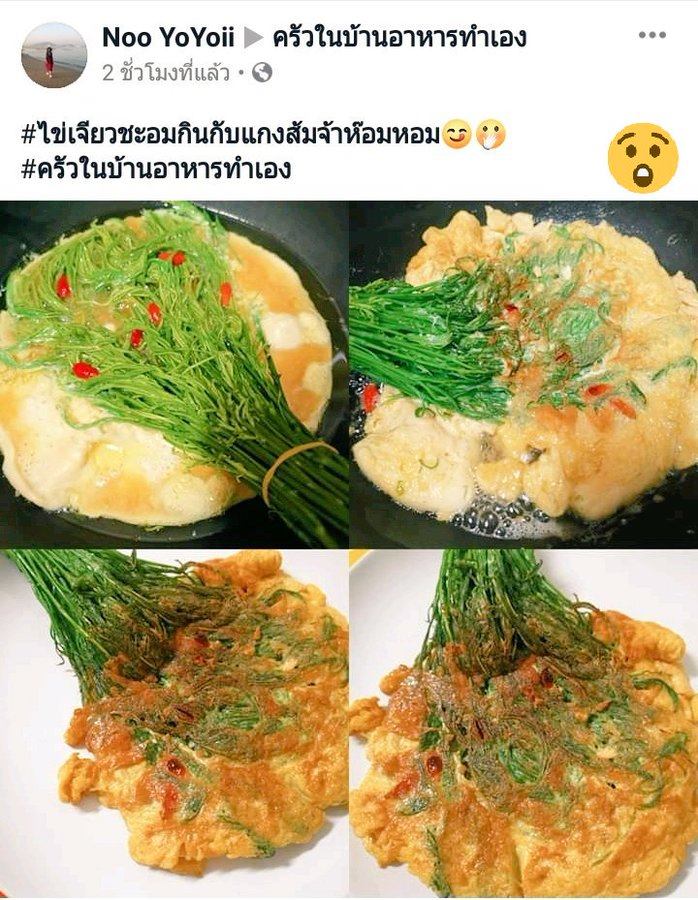 Noo YoYoii ▶ ครัวในบ้านอาหารทำเอง
2 ชั่วโมงที่แล้ว •
#ไข่เจียวชะอมกินกับแกงส้มจ้าห๊อมหอม😋🤭
#ครัวในบ้านอาหารทำเอง